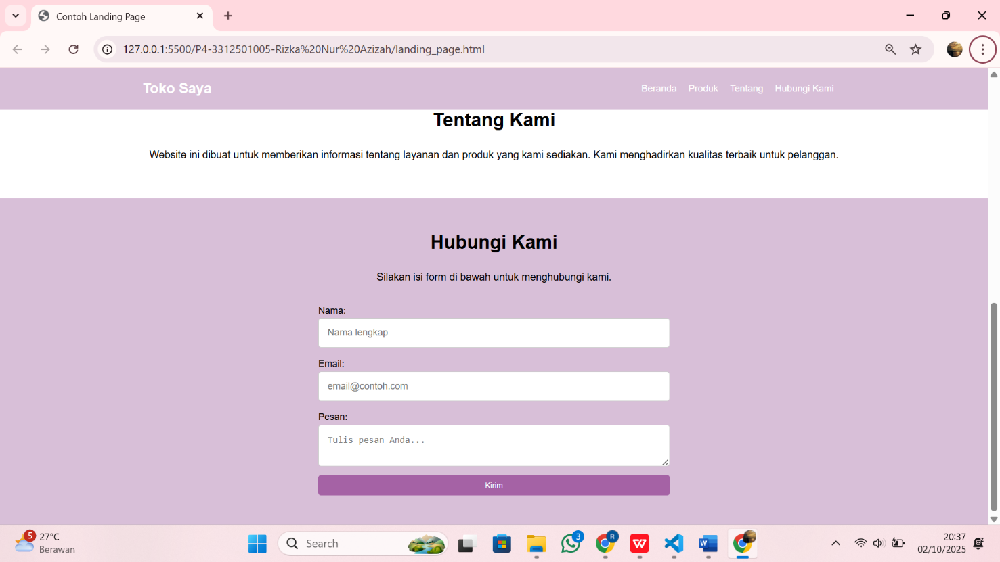 Contoh Landing Page
127.0.0.1:5500/P4-3312501005-Rizka%20Nur%20Azizah/landing_page.html
Toko Saya
Beranda Produk Tentang Hubungi Kami
Tentang Kami
Website ini dibuat untuk memberikan informasi tentang layanan dan produk yang kami sediakan. Kami menghadirkan kualitas terbaik untuk pelanggan.
Hubungi Kami
Silakan isi form di bawah untuk menghubungi kami.
Nama:
Nama lengkap
Email:
email@contoh.com
Pesan:
Tulis pesan Anda...
Kirim
5
27°C
Berawan
Search
3
R
W
W
20:37
02/10/2025